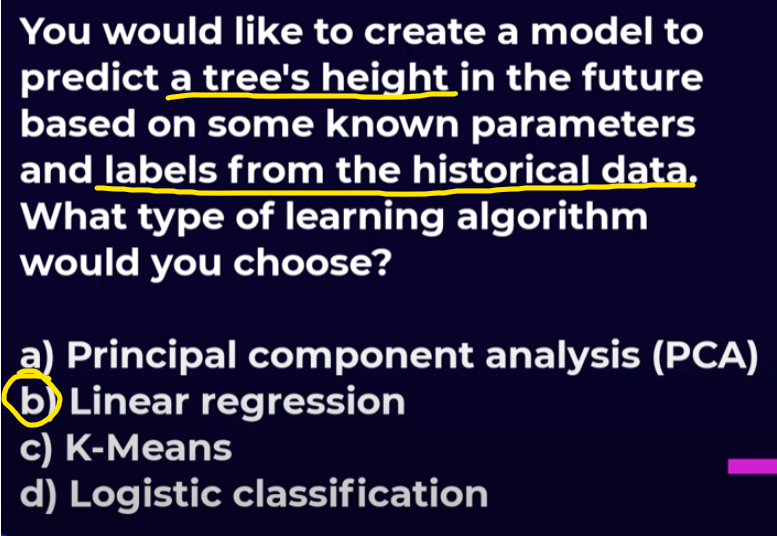 You would like to create a model to
predict a tree's height in the future
based on some known parameters
and labels from the historical data.
What type of learning algorithm
would you choose?
a) Principal component analysis (PCA)
b) Linear regression
c) K-Means
d) Logistic classification